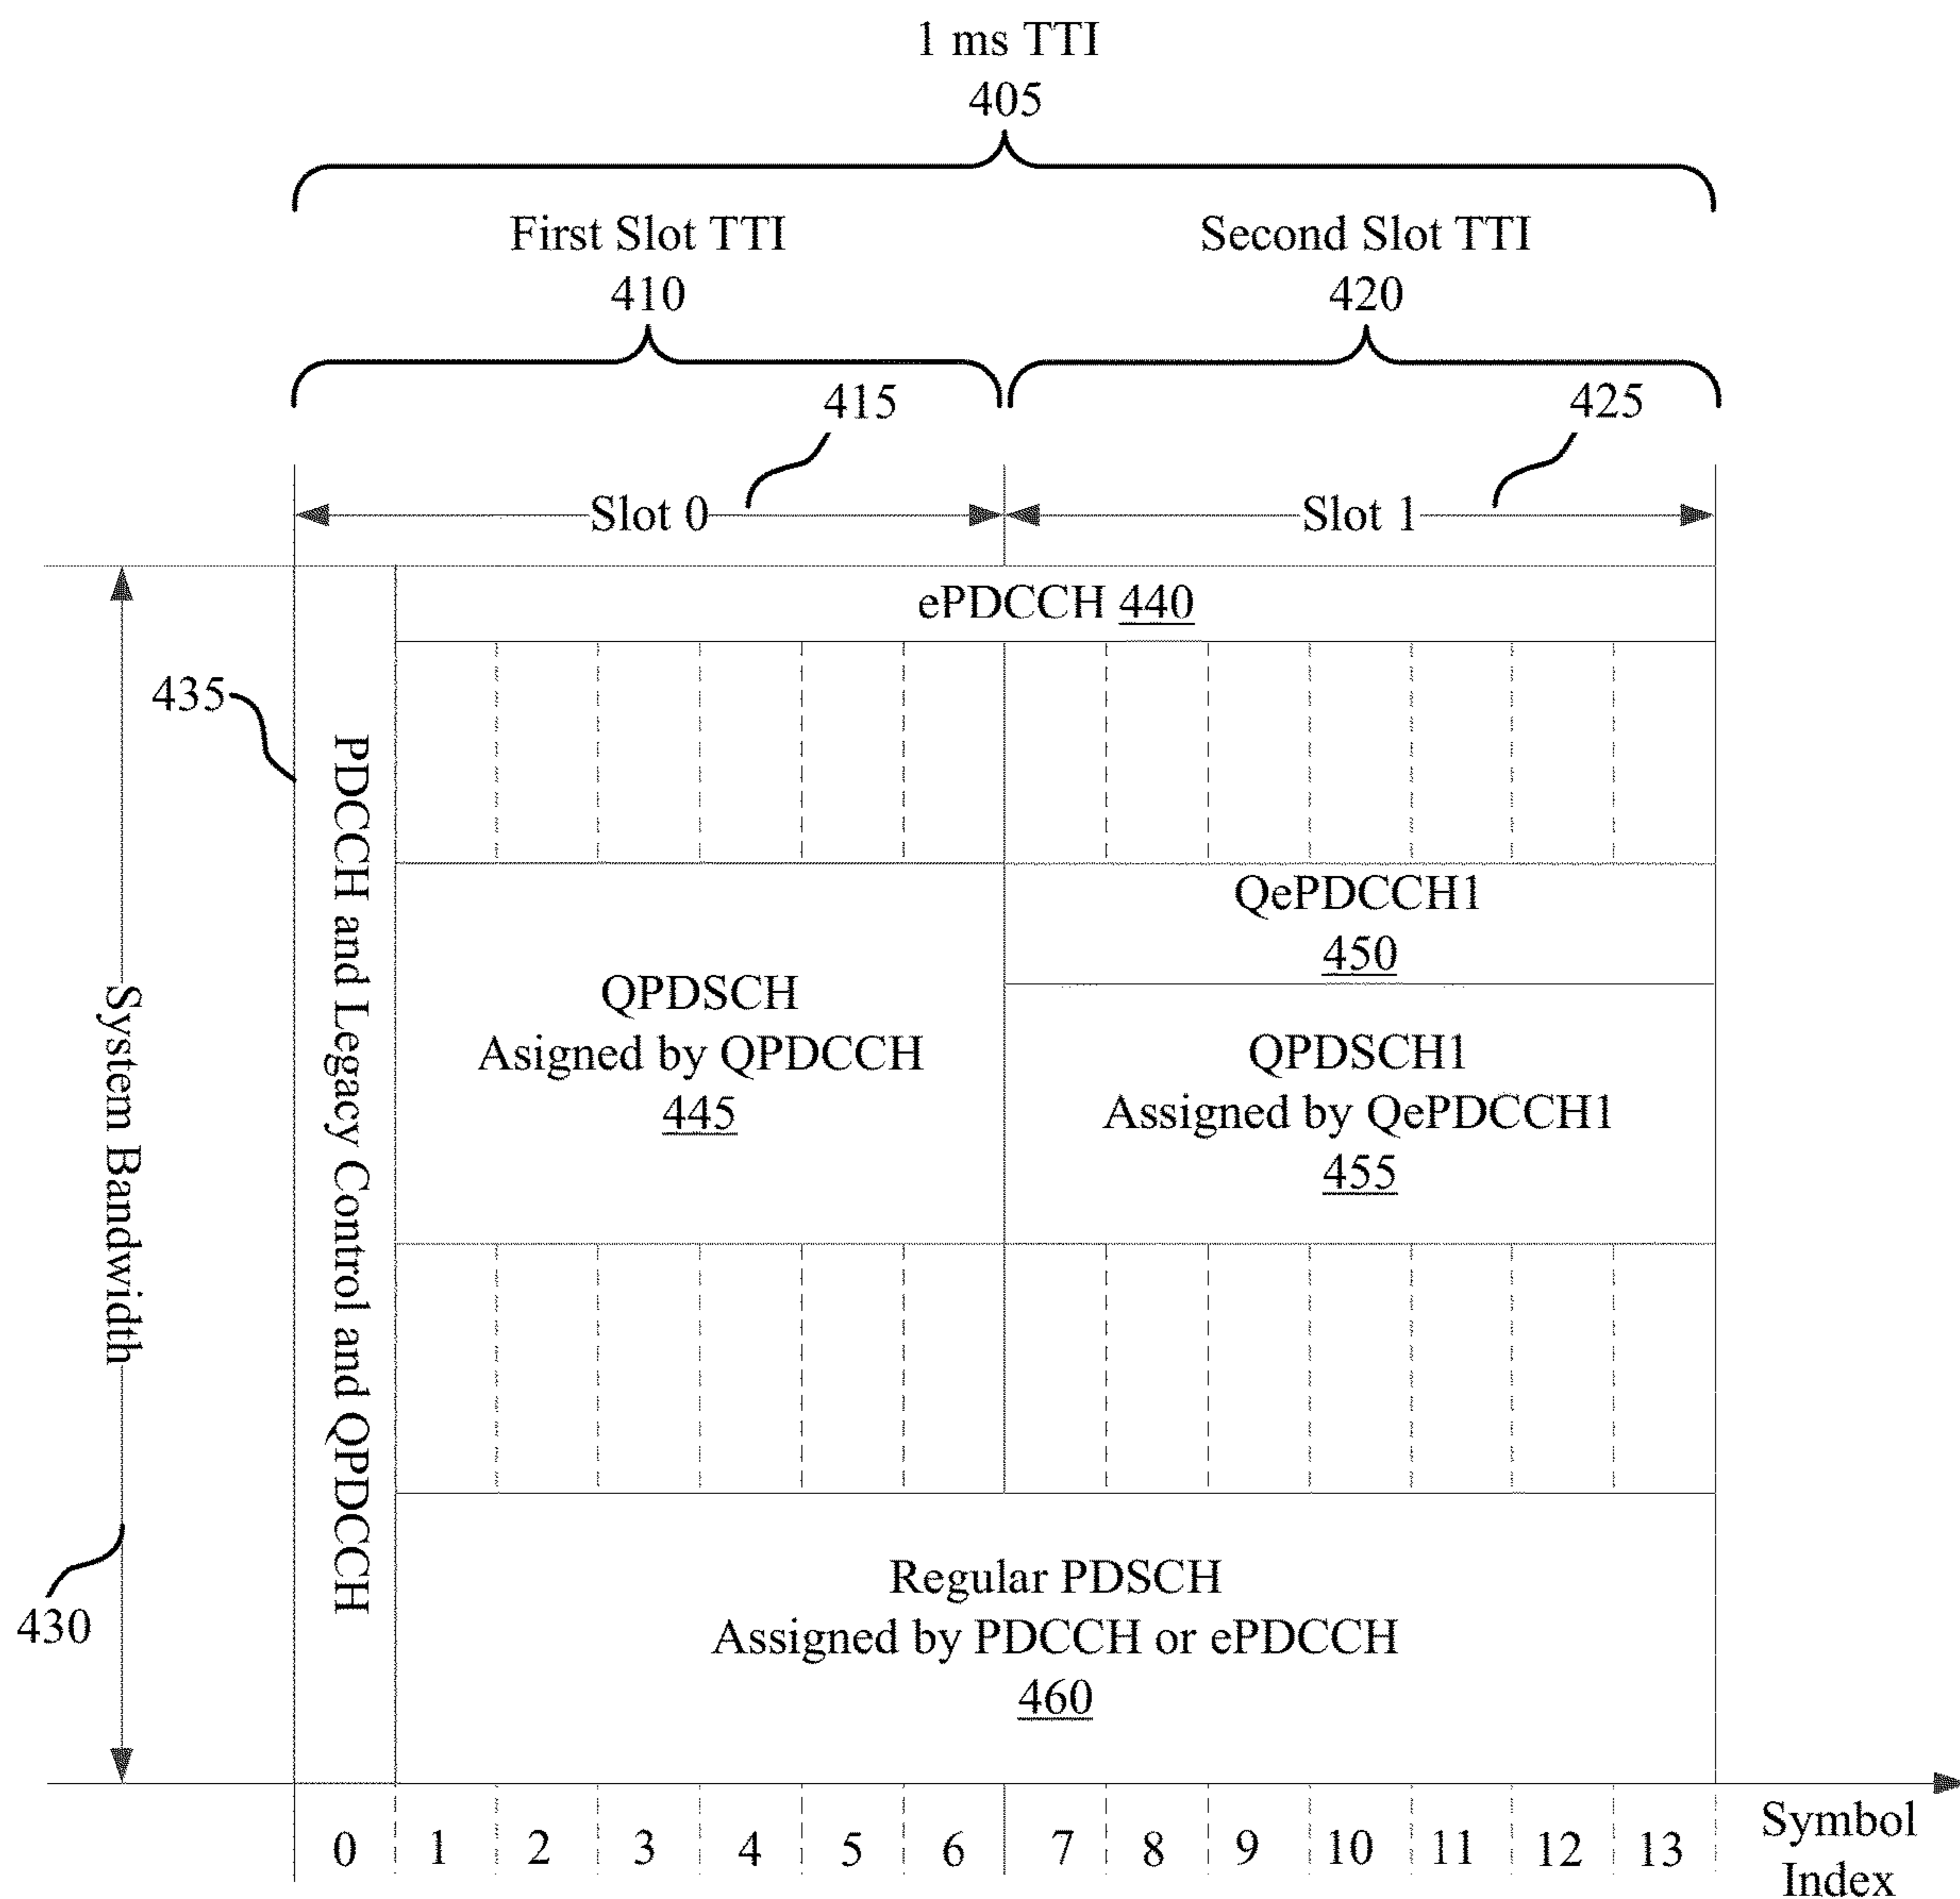 1 ms TTI
405
First Slot TTI
410
Second Slot TTI
420
415
425
Slot 0
Slot 1
ePDCCH 440
435
PDCCH and Legacy Control and QPDCCH
System Bandwidth
430
QPDSCH
Asigned by QPDCCH
445
QePDCCH1
450
QPDSCH1
Assigned by QePDCCH1
455
Regular PDSCH
Assigned by PDCCH or ePDCCH
460
0 1 2 3 4 5 6 7 8 9 10 11 12 13
Symbol
Index